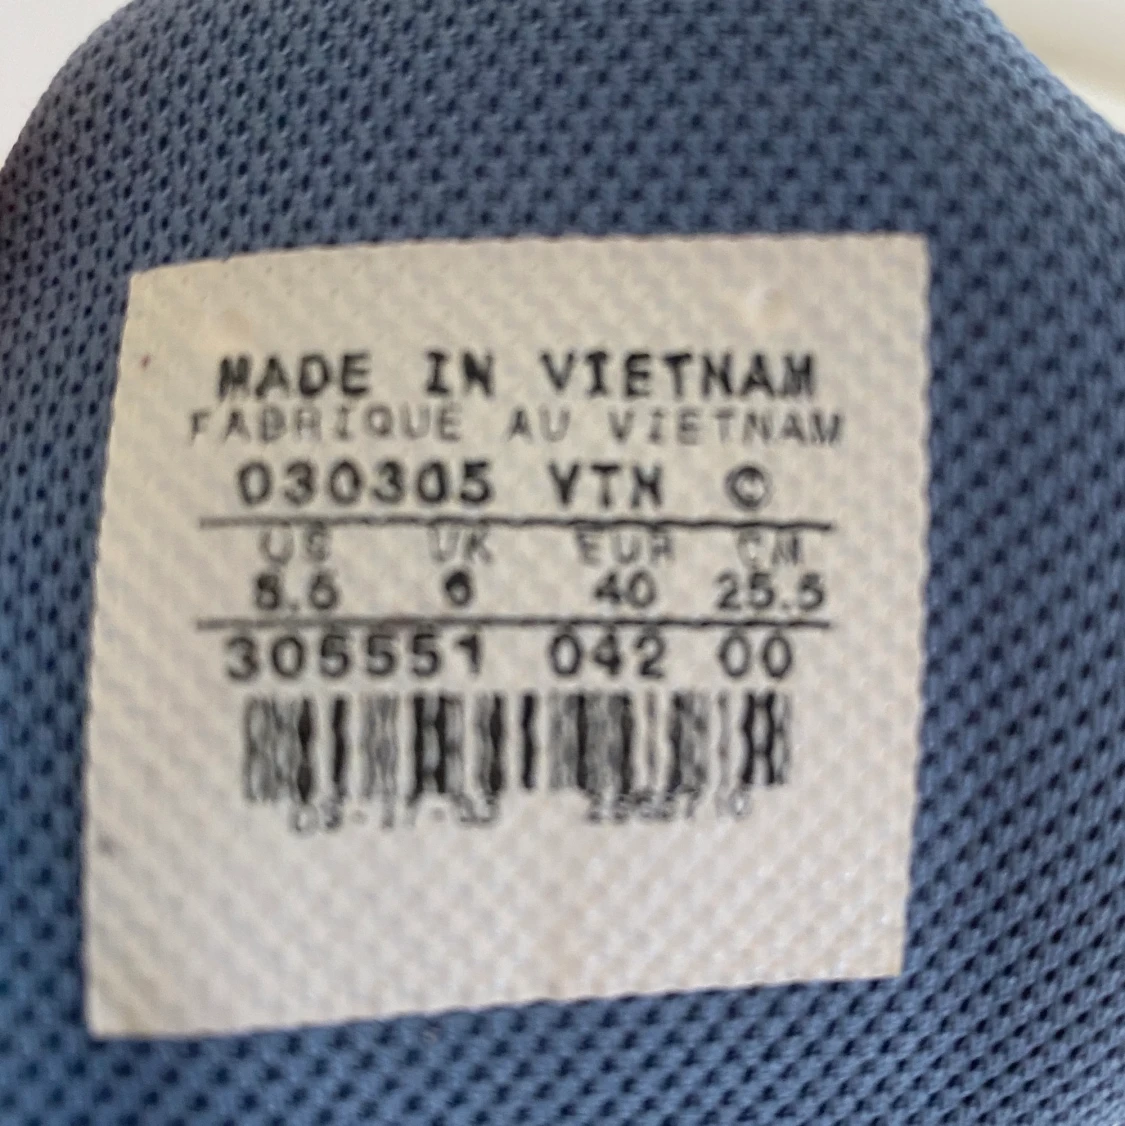 MADE IN VIETNAM
FABRIQUE AU VIETNAM
030305 VTN ©
US UK EUR CM
8.5 6 40 25.5
305551 042 00